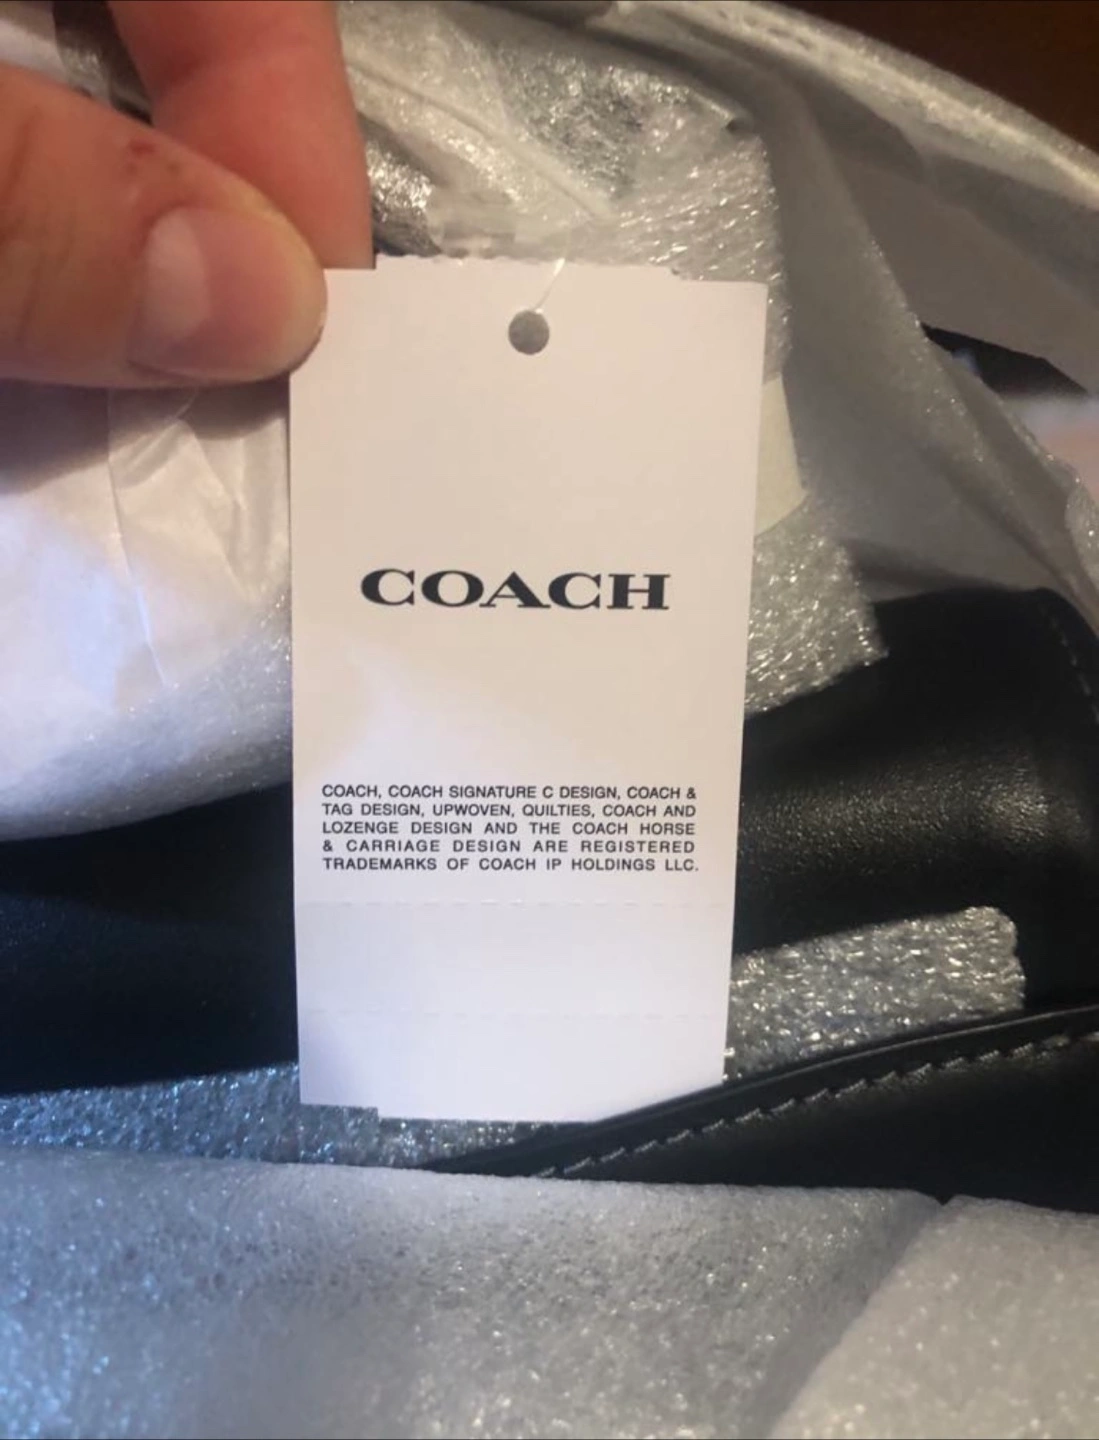 COACH
COACH, COACH SIGNATURE C DESIGN, COACH &
TAG DESIGN, UPWOVEN, QUILTIES, COACH AND
LOZENGE DESIGN AND THE COACH HORSE
& CARRIAGE DESIGN ARE REGISTERED
TRADEMARKS OF COACH IP HOLDINGS LLC.